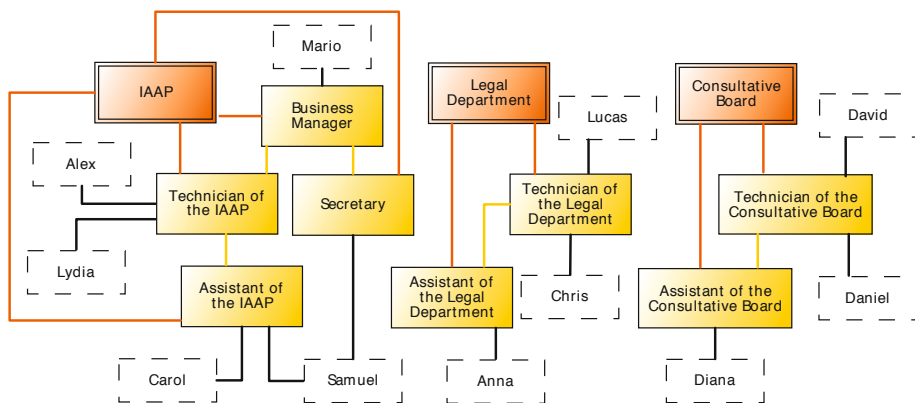 Mario
IAAP
Legal
Department
Consultative
Board
Business
Manager
Lucas
David
Alex
Technician of
the IAAP
Secretary
Technician of
the Legal
Department
Technician of the
Consultative Board
Lydia
Assistant of
the IAAP
Assistant of
the Legal
Department
Chris
Assistant of the
Consultative Board
Daniel
Carol
Samuel
Anna
Diana